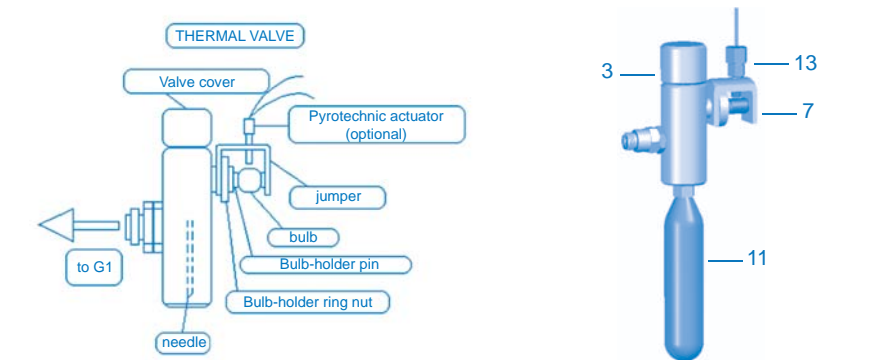 THERMAL VALVE
Valve cover
Pyrotechnic actuator
(optional)
jumper
bulb
to G1
Bulb-holder pin
Bulb-holder ring nut
needle
3
13
7
11